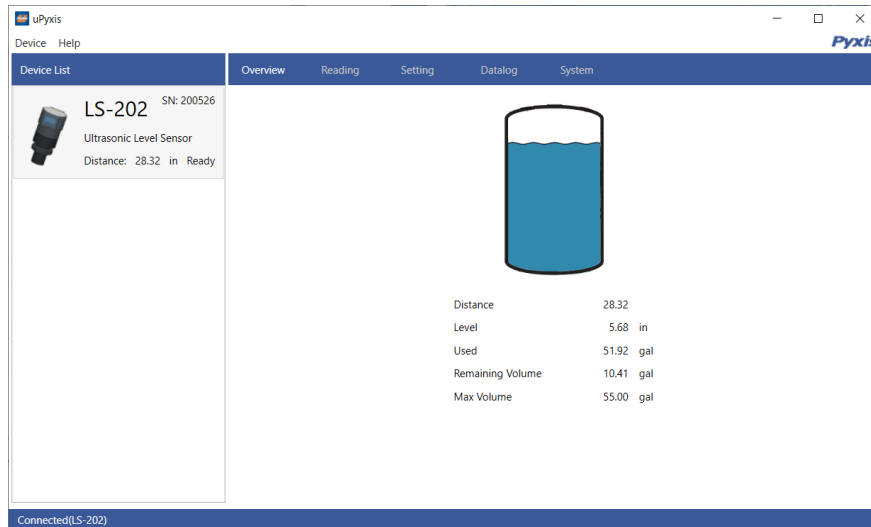 uPyxis
Device Help
Device List
Overview Reading Setting Datalog System
LS-202 SN: 200526
Ultrasonic Level Sensor
Distance: 28.32 in Ready
Distance 28.32
Level 5.68 in
Used 51.92 gal
Remaining Volume 10.41 gal
Max Volume 55.00 gal
Connected(LS-202)